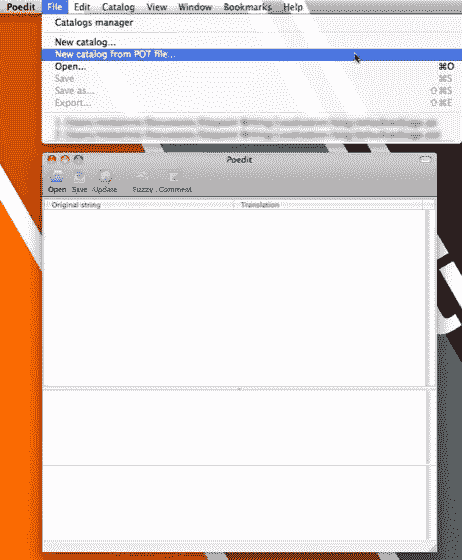 Poedit File Edit Catalog View Window Bookmarks Help
Catalogs manager
New catalog...
New catalog from POT file...
Open... ⌘O
Save ⌘S
Save as... ⇧⌘S
Export... ⇧⌘E
Poedit
Open Save Update Fuzzy Comment
Original string Translation